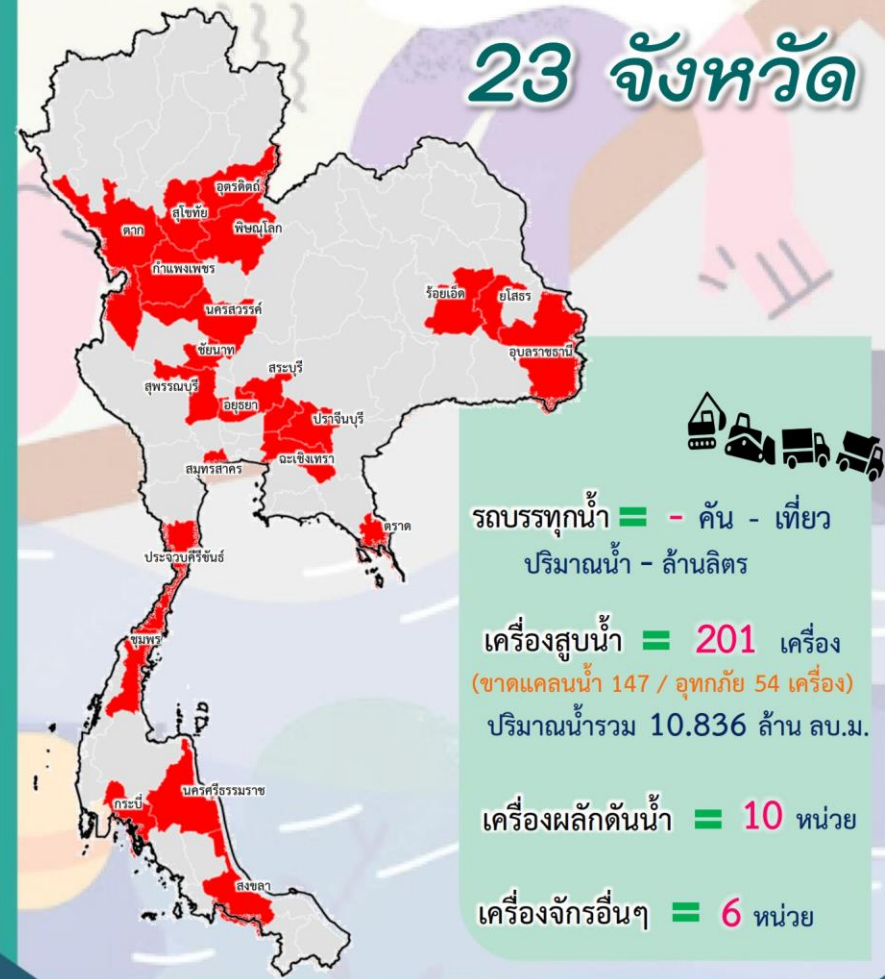 23 จังหวัด
อุตรดิตถ์
สุโขทัย
ตาก
พิษณุโลก
กำแพงเพชร
นครสวรรค์
ร้อยเอ็ด
ยโสธร
ชัยนาท
อุบลราชธานี
สระบุรี
สุพรรณบุรี
อยุธยา
ปราจีนบุรี
ฉะเชิงเทรา
สมุทรสาคร
ตราด
ประจวบคีรีขันธ์
ชุมพร
นครศรีธรรมราช
กระบี่
สงขลา
รถบรรทุกน้ำ = - คัน - เที่ยว
ปริมาณน้ำ - ล้านลิตร
เครื่องสูบน้ำ = 201 เครื่อง
(ขาดแคลนน้ำ 147 / อุทกภัย 54 เครื่อง)
ปริมาณน้ำรวม 10.836 ล้าน ลบ.ม.
เครื่องผลักดันน้ำ = 10 หน่วย
เครื่องจักรอื่นๆ = 6 หน่วย